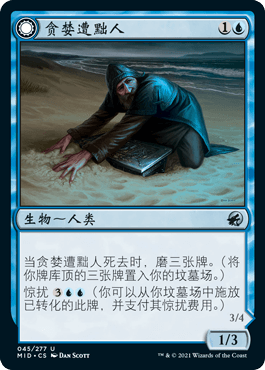 贪婪遭黜人 1
生物～人类
当贪婪遭黜人死去时，磨三张牌。（将
你牌库顶的三张牌置入你的坟墓场。）
惊扰 3（你可以从你坟墓场中施放
已转化的此牌，并支付其惊扰费用。）
3/4
1/3
045/277 U
MID • CS DAN SCOTT
™ & © 2021 Wizards of the Coast